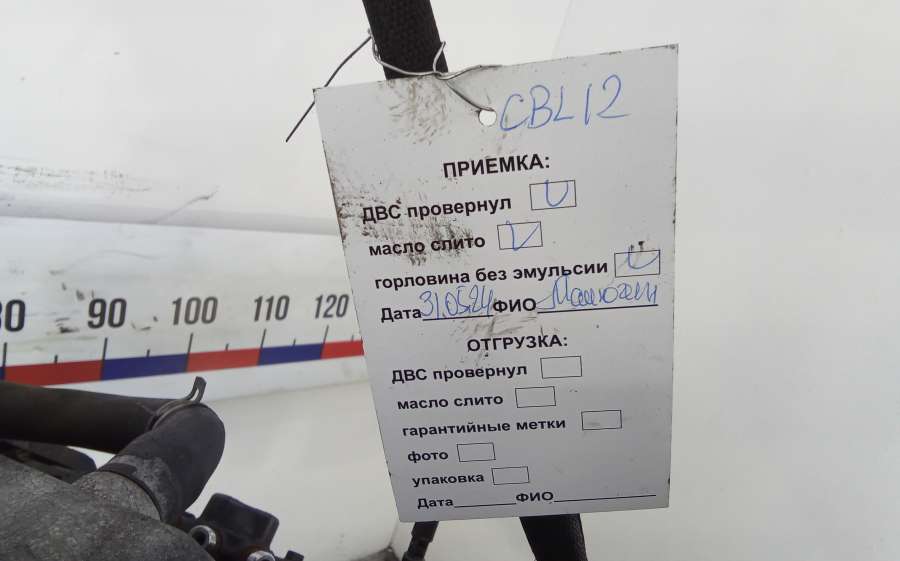 CBL12
ПРИЕМКА:
ДВС провернул
масло слито
горловина без эмульсии
Дата 31.05.24 ФИО
ОТГРУЗКА:
ДВС провернул
масло слито
гарантийные метки
фото
упаковка
Дата ФИО
90 100 110 120